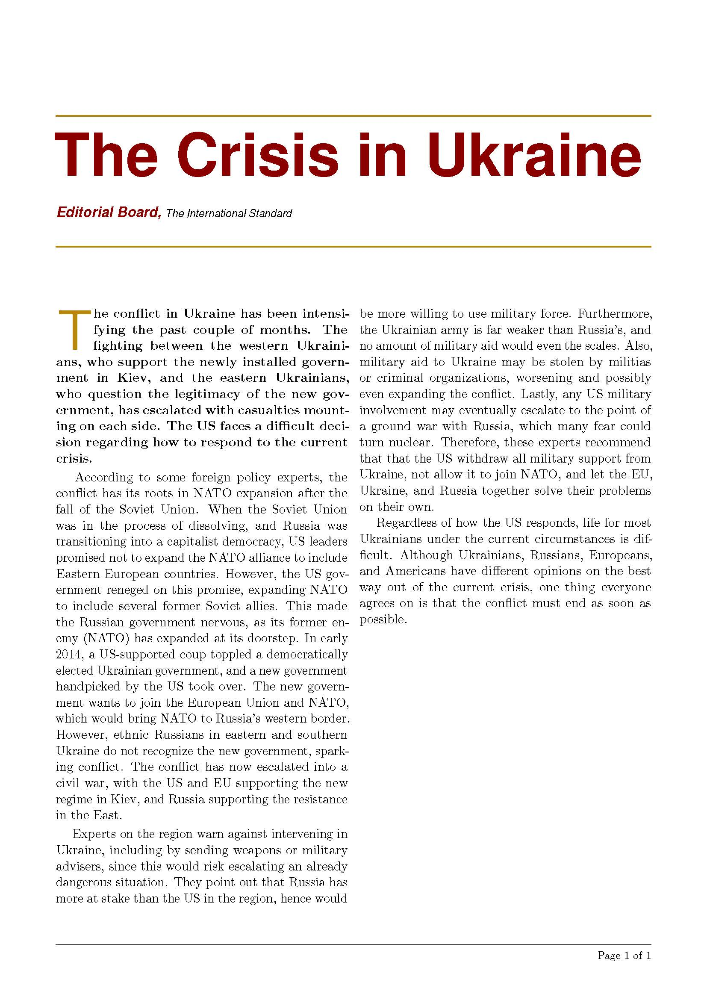 The Crisis in Ukraine
Editorial Board, The International Standard
The conflict in Ukraine has been intensi-
fying the past couple of months. The
fighting between the western Ukraini-
ans, who support the newly installed govern-
ment in Kiev, and the eastern Ukrainians,
who question the legitimacy of the new gov-
ernment, has escalated with casualties mount-
ing on each side. The US faces a difficult deci-
sion regarding how to respond to the current
crisis.
According to some foreign policy experts, the
conflict has its roots in NATO expansion after the
fall of the Soviet Union. When the Soviet Union
was in the process of dissolving, and Russia was
transitioning into a capitalist democracy, US leaders
promised not to expand the NATO alliance to include
Eastern European countries. However, the US gov-
ernment reneged on this promise, expanding NATO
to include several former Soviet allies. This made
the Russian government nervous, as its former en-
emy (NATO) has expanded at its doorstep. In early
2014, a US-supported coup toppled a democratically
elected Ukrainian government, and a new government
handpicked by the US took over. The new govern-
ment wants to join the European Union and NATO,
which would bring NATO to Russia's western border.
However, ethnic Russians in eastern and southern
Ukraine do not recognize the new government, spark-
ing conflict. The conflict has now escalated into a
civil war, with the US and EU supporting the new
regime in Kiev, and Russia supporting the resistance
in the East.
Experts on the region warn against intervening in
Ukraine, including by sending weapons or military
advisers, since this would risk escalating an already
dangerous situation. They point out that Russia has
more at stake than the US in the region, hence would
be more willing to use military force. Furthermore,
the Ukrainian army is far weaker than Russia's, and
no amount of military aid would even the scales. Also,
military aid to Ukraine may be stolen by militias
or criminal organizations, worsening and possibly
even expanding the conflict. Lastly, any US military
involvement may eventually escalate to the point of
a ground war with Russia, which many fear could
turn nuclear. Therefore, these experts recommend
that that the US withdraw all military support from
Ukraine, not allow it to join NATO, and let the EU,
Ukraine, and Russia together solve their problems
on their own.
Regardless of how the US responds, life for most
Ukrainians under the current circumstances is dif-
ficult. Although Ukrainians, Russians, Europeans,
and Americans have different opinions on the best
way out of the current crisis, one thing everyone
agrees on is that the conflict must end as soon as
possible.
Page 1 of 1